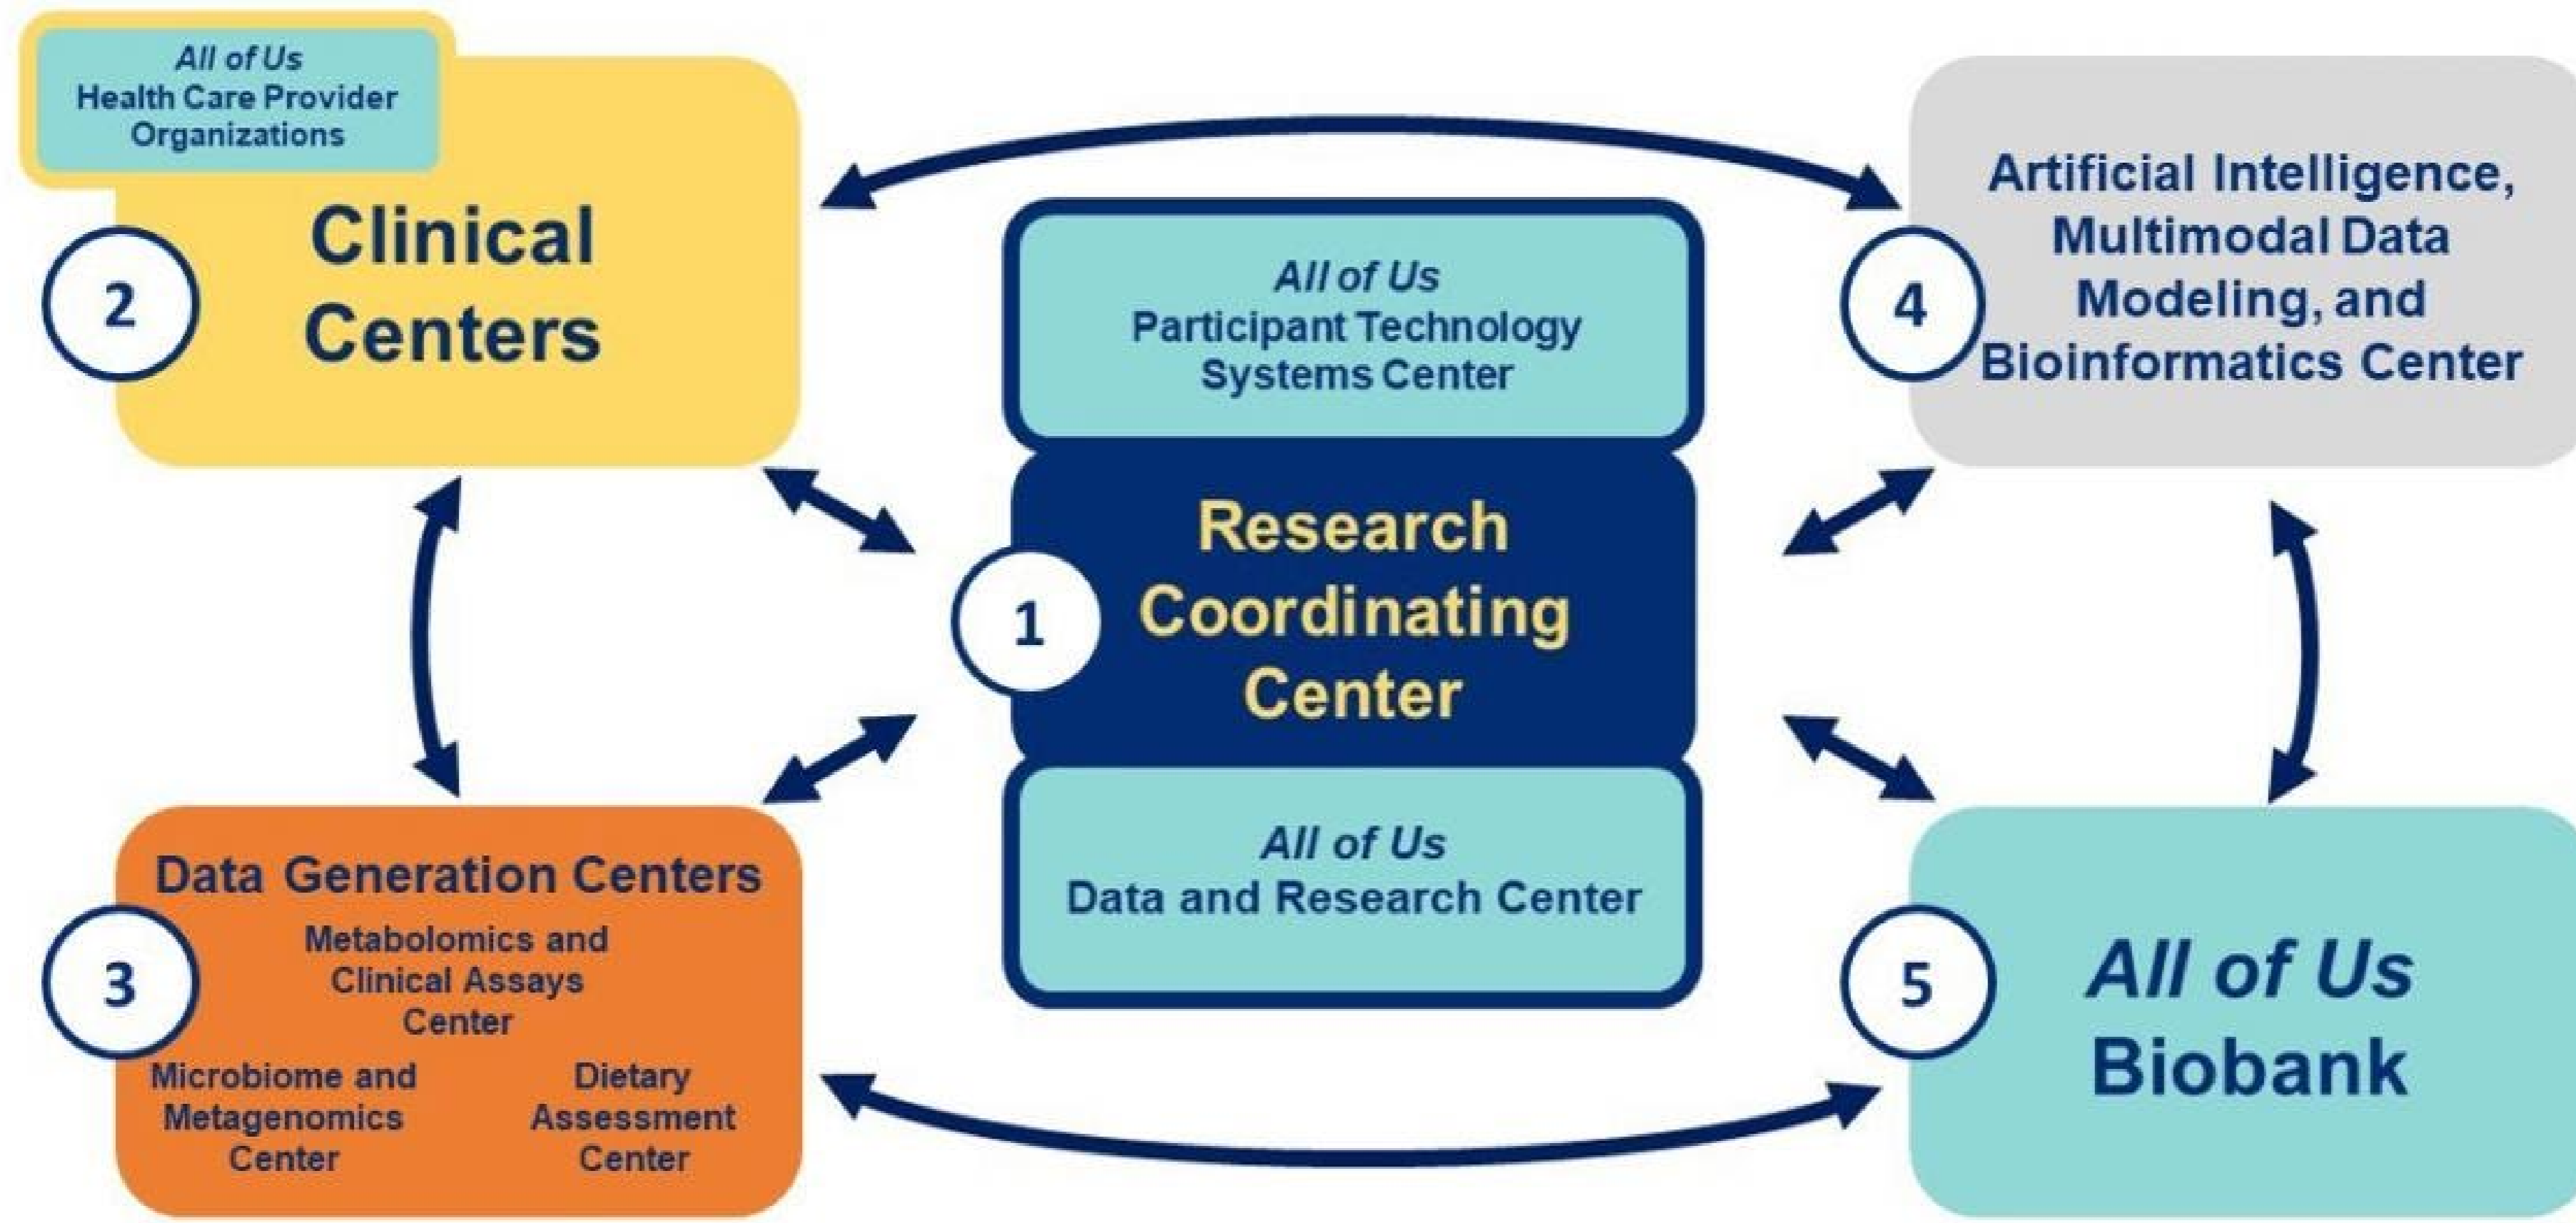 All of Us
Health Care Provider
Organizations
Clinical
Centers
2
All of Us
Participant Technology
Systems Center
Research
Coordinating
Center
1
All of Us
Data and Research Center
Artificial Intelligence,
Multimodal Data
Modeling, and
Bioinformatics Center
4
Data Generation Centers
Metabolomics and
Clinical Assays
Center
Microbiome and
Metagenomics
Center
Dietary
Assessment
Center
3
All of Us
Biobank
5